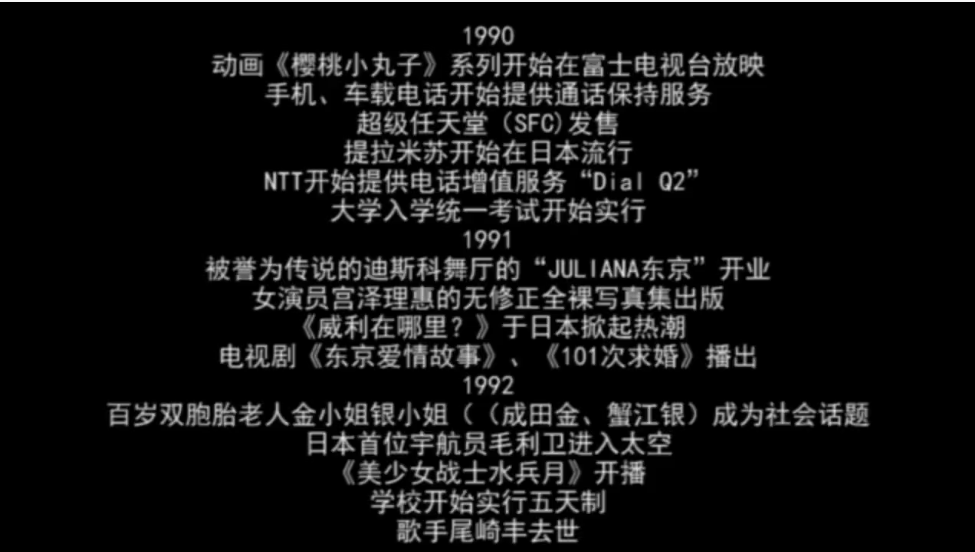 1990
动画《樱桃小丸子》系列开始在富士电视台放映
手机、车载电话开始提供通话保持服务
超级任天堂（SFC)发售
提拉米苏开始在日本流行
NTT开始提供电话增值服务“Dial Q2”
大学入学统一考试开始实行
1991
被誉为传说的迪斯科舞厅的“JULIANA东京”开业
女演员宫泽理惠的无修正全裸写真集出版
《威利在哪里？》于日本掀起热潮
电视剧《东京爱情故事》、《101次求婚》播出
1992
百岁双胞胎老人金小姐银小姐（（成田金、蟹江银）成为社会话题
日本首位宇航员毛利卫进入太空
《美少女战士水兵月》开播
学校开始实行五天制
歌手尾崎丰去世